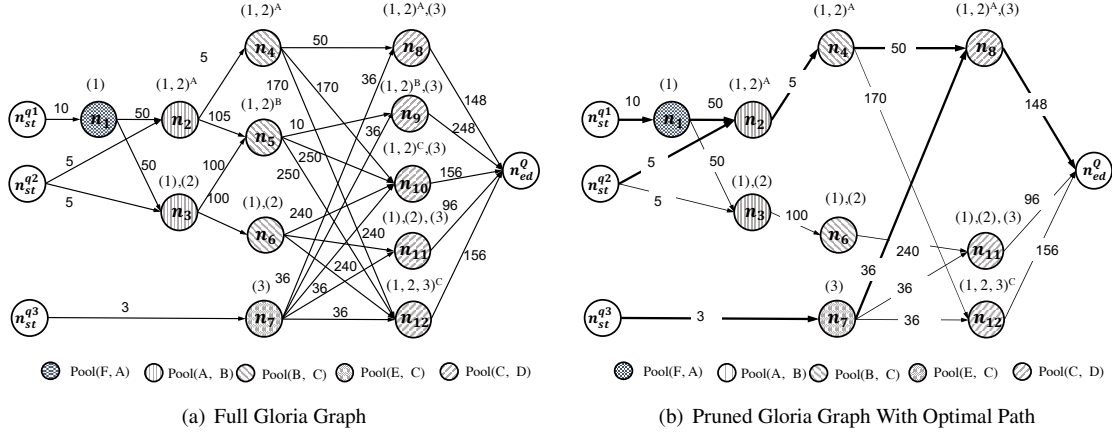 (1, 2)ᴬ (1, 2)ᴬ,(3)
n₄ 50 n₈
5 36 148
(1) (1, 2)ᴬ 170 170 (1, 2)ᴮ,(3)
n_st^q1 10 n₁ 50 n₂ 105 (1, 2)ᴮ 10 n₉ 248
5 n₅ 36 (1, 2)ᶜ,(3)
50 100 250 n₁₀ 156 n_ed^Q
n_st^q2 (1),(2) 250
5 n₃ 100 (1),(2) 240 (1),(2),(3) 96
n₆ 240 n₁₁
36 36 240 (1, 2, 3)ᶜ 156
(3)
n_st^q3 3 n₇ 36 n₁₂
Pool(F, A) Pool(A, B) Pool(B, C) Pool(E, C) Pool(C, D)
(a) Full Gloria Graph
(1, 2)ᴬ (1, 2)ᴬ,(3)
n₄ 50 n₈
5
(1) (1, 2)ᴬ 170 148
n_st^q1 10 n₁ 50 n₂
5 50
n_st^q2 (1),(2) n_ed^Q
5 n₃ 100 (1),(2) (1),(2),(3) 96
n₆ 240 n₁₁
36 156
(3) 36 (1, 2, 3)ᶜ
n_st^q3 3 n₇ 36 n₁₂
Pool(F, A) Pool(A, B) Pool(B, C) Pool(E, C) Pool(C, D)
(b) Pruned Gloria Graph With Optimal Path